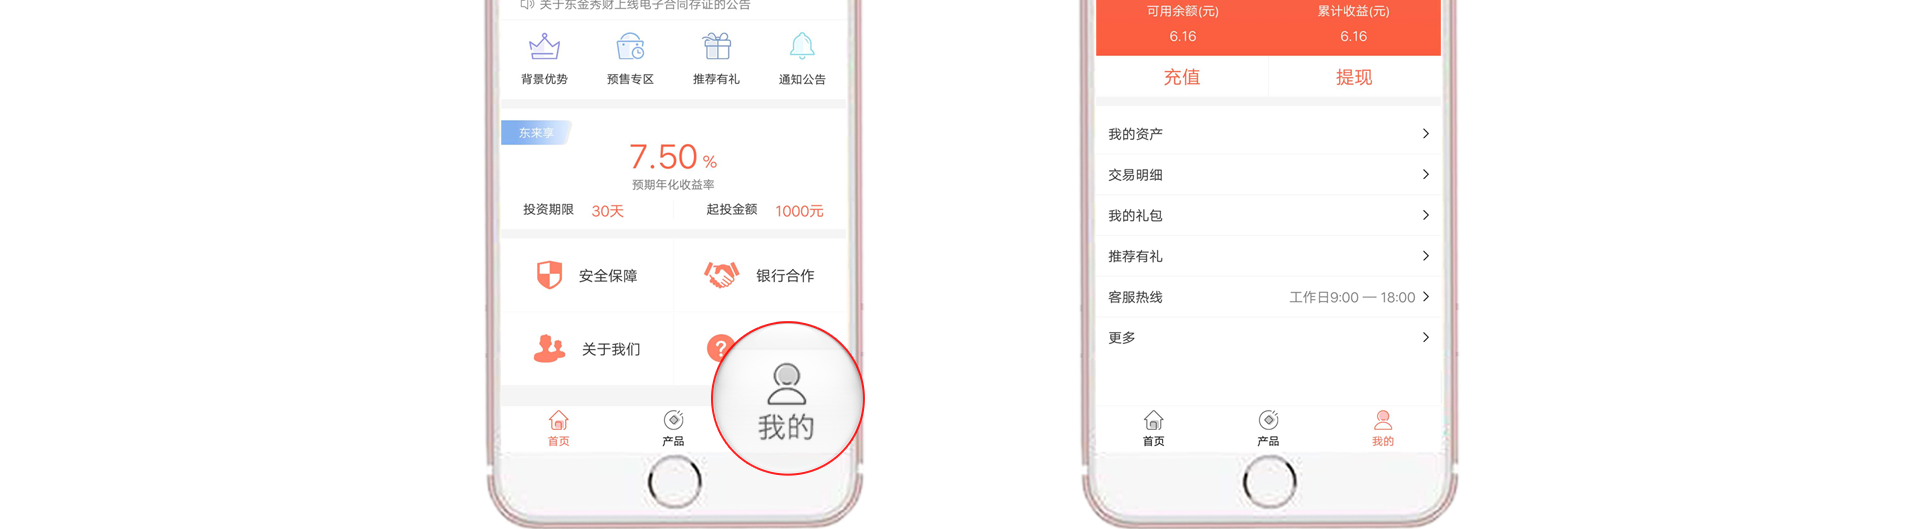 关于东金秀财上线电子合同存证的公告
背景优势 预售专区 推荐有礼 通知公告
东来享
7.50 %
预期年化收益率
投资期限 30天 起投金额 1000元
安全保障 银行合作
关于我们 ?
我的
首页 产品
可用余额(元) 累计收益(元)
6.16 6.16
充值 提现
我的资产
交易明细
我的礼包
推荐有礼
客服热线 工作日9:00 — 18:00
更多
首页 产品 我的